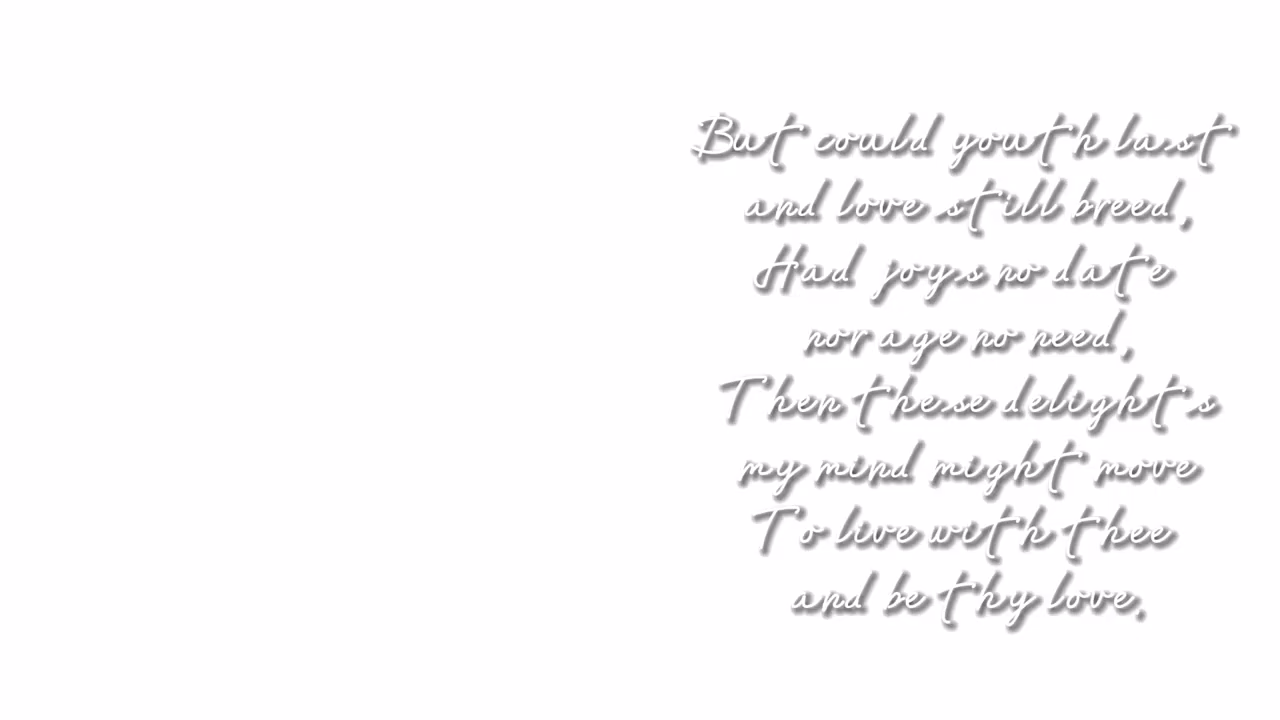 But could youth last
and love still breed,
Had joys no date
nor age no need,
Then these delights
my mind might move
To live with thee
and be thy love.